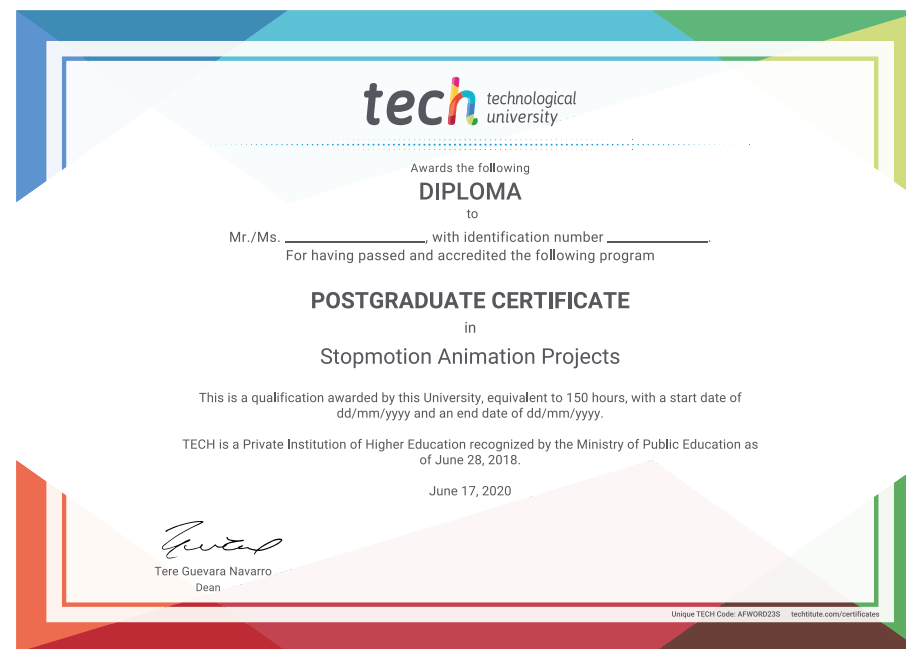 tech technological
university
Awards the following
DIPLOMA
to
Mr./Ms. ____________________, with identification number _______________.
For having passed and accredited the following program
POSTGRADUATE CERTIFICATE
in
Stopmotion Animation Projects
This is a qualification awarded by this University, equivalent to 150 hours, with a start date of
dd/mm/yyyy and an end date of dd/mm/yyyy.
TECH is a Private Institution of Higher Education recognized by the Ministry of Public Education as
of June 28, 2018.
June 17, 2020
Tere Guevara Navarro
Dean
Unique TECH Code: AFWORD23S techtitute.com/certificates